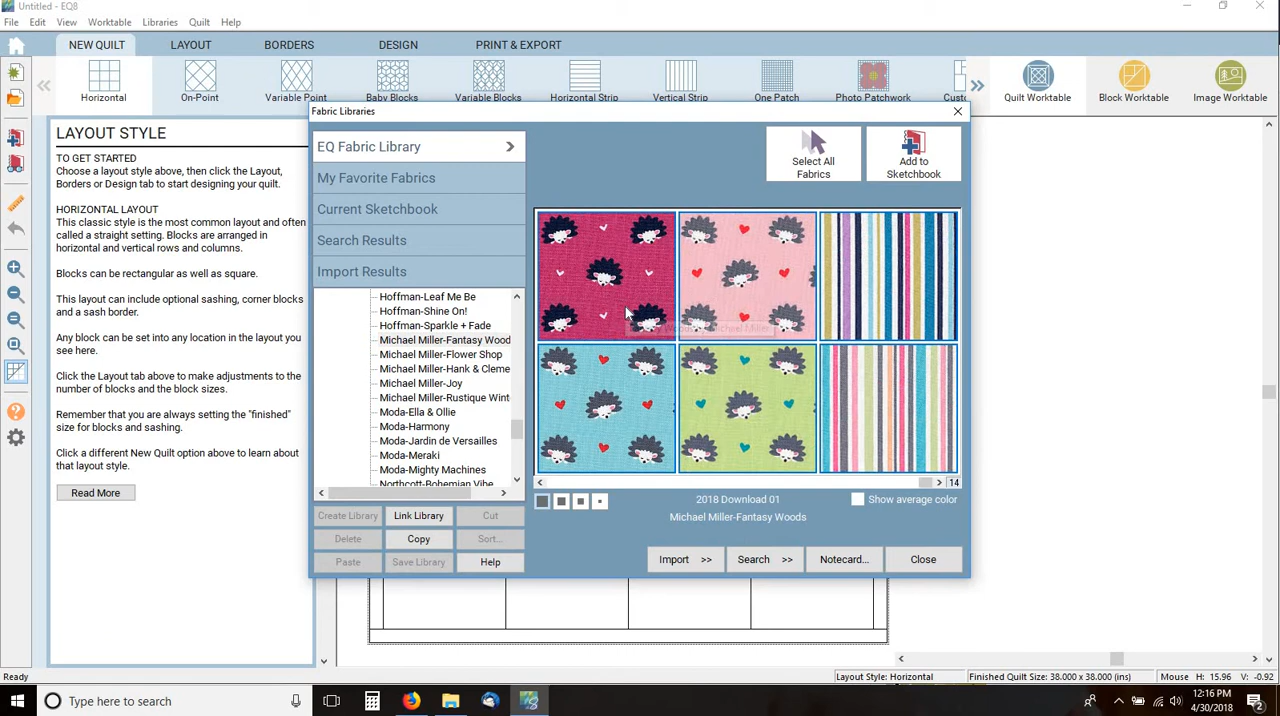 Untitled - EQ8
File Edit View Worktable Libraries Quilt Help
NEW QUILT LAYOUT BORDERS DESIGN PRINT & EXPORT
Horizontal On-Point Variable Point Baby Blocks Variable Blocks Horizontal Strip Vertical Strip One Patch Photo Patchwork Custo Quilt Worktable Block Worktable Image Worktable
LAYOUT STYLE
TO GET STARTED
Choose a layout style above, then click the Layout,
Borders or Design tab to start designing your quilt.
HORIZONTAL LAYOUT
This classic style is the most common layout and often
called a straight setting. Blocks are arranged in
horizontal and vertical rows and columns.
Blocks can be rectangular as well as square.
This layout can include optional sashing, corner blocks
and a sash border.
Any block can be set into any location in the layout you
see here.
Click the Layout tab above to make adjustments to the
number of blocks and the block sizes.
Remember that you are always setting the "finished"
size for blocks and sashing.
Click a different New Quilt option above to learn about
that layout style.
Read More
Fabric Libraries
EQ Fabric Library
My Favorite Fabrics
Current Sketchbook
Search Results
Import Results
Hoffman-Leaf Me Be
Hoffman-Shine On!
Hoffman-Sparkle + Fade
Michael Miller-Fantasy Wood
Michael Miller-Flower Shop
Michael Miller-Hank & Cleme
Michael Miller-Joy
Michael Miller-Rustique Wint
Moda-Ella & Ollie
Moda-Harmony
Moda-Jardin de Versailles
Moda-Meraki
Moda-Mighty Machines
Northcott-Bohemian Vibe
Create Library Link Library Cut
Delete Copy Sort...
Paste Save Library Help
Select All
Fabrics
Add to
Sketchbook
14
2018 Download 01
Show average color
Michael Miller-Fantasy Woods
Import >> Search >> Notecard... Close
Ready
Layout Style: Horizontal Finished Quilt Size: 38.000 x 38.000 (ins) Mouse H: 15.96 V: -0.92
Type here to search
12:16 PM
4/30/2018
2